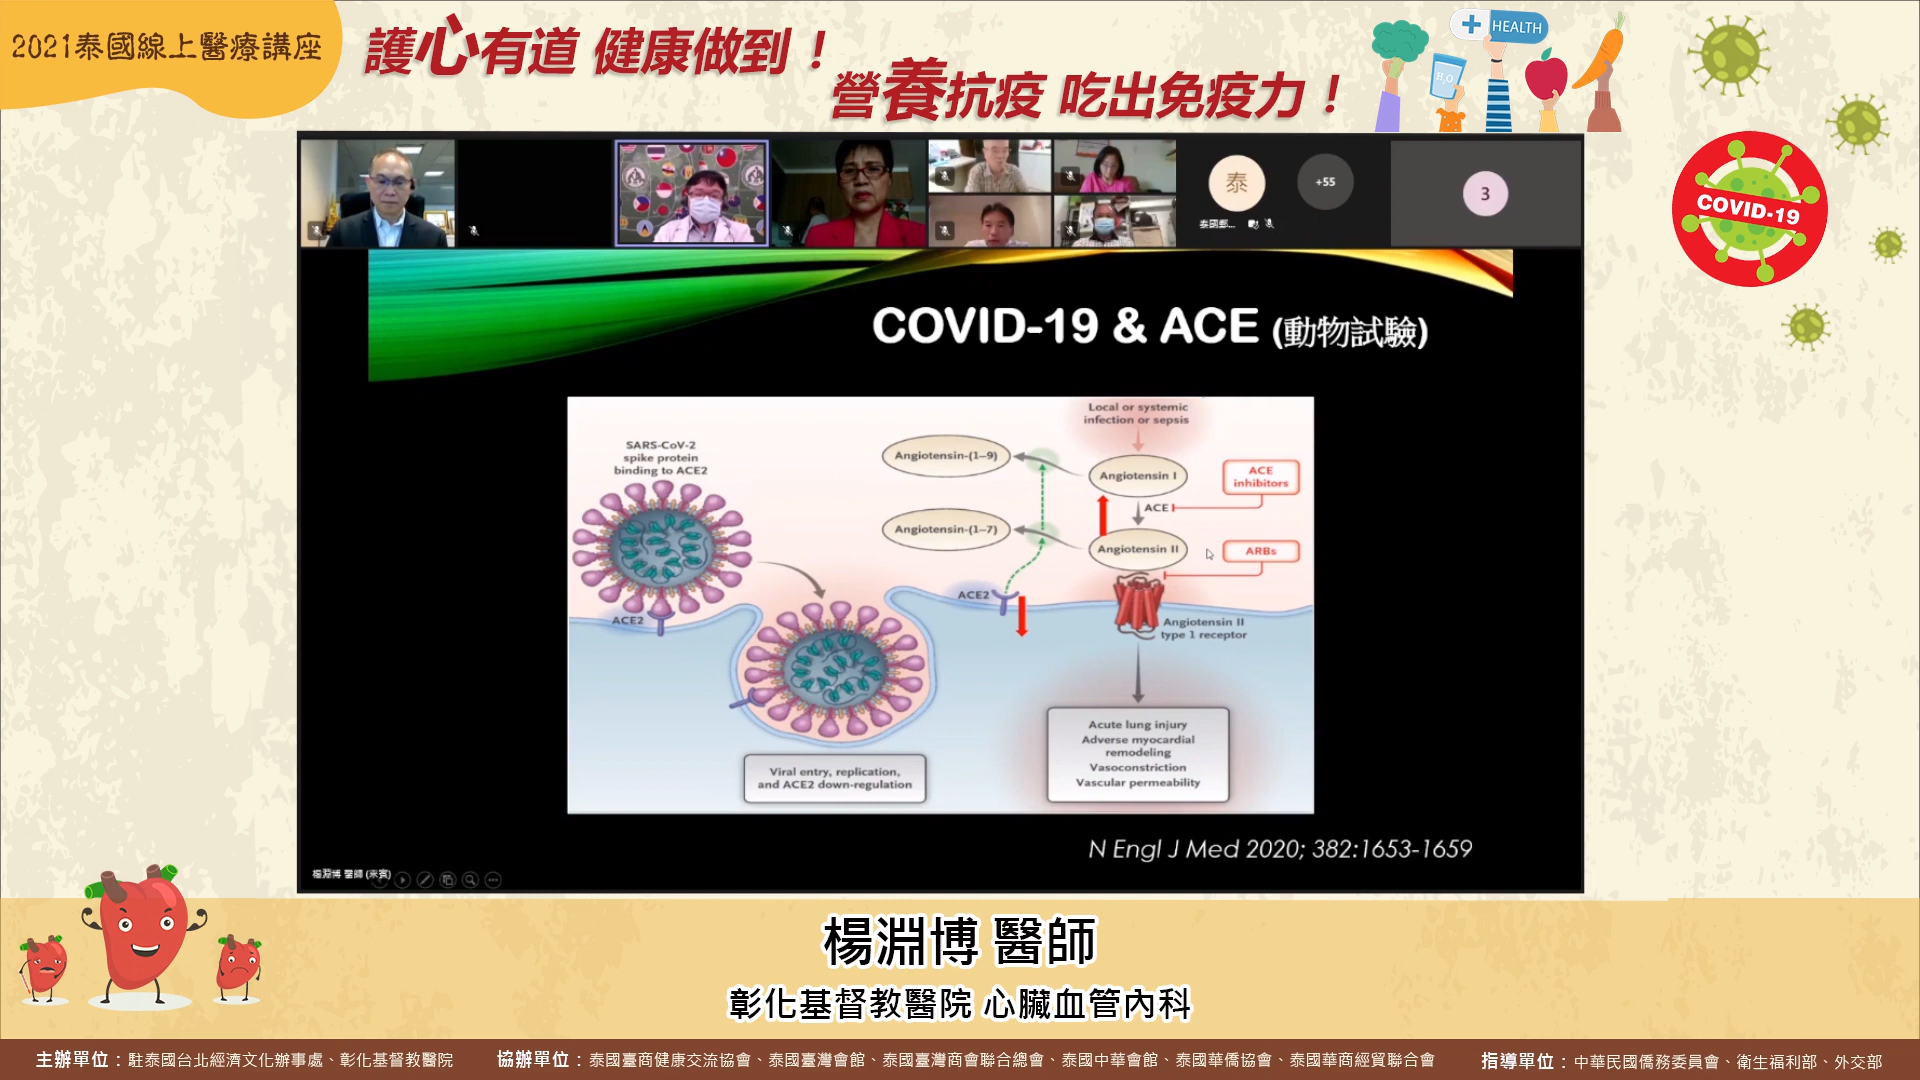 2021泰國線上醫療講座
護心有道 健康做到！
營養抗疫 吃出免疫力！
HEALTH
H₂O
COVID-19
泰
+55
3
泰國郵...
COVID-19 & ACE (動物試驗)
SARS-CoV-2
spike protein
binding to ACE2
ACE2
Viral entry, replication,
and ACE2 down-regulation
Local or systemic
infection or sepsis
Angiotensin-(1–9)
Angiotensin I
ACE
inhibitors
ACE
Angiotensin-(1–7)
Angiotensin II
ARBs
ACE2
Angiotensin II
type 1 receptor
Acute lung injury
Adverse myocardial
remodeling
Vasoconstriction
Vascular permeability
N Engl J Med 2020; 382:1653-1659
楊淵博 醫師 (來賓)
楊淵博 醫師
彰化基督教醫院 心臟血管內科
主辦單位：駐泰國台北經濟文化辦事處、彰化基督教醫院
協辦單位：泰國臺商健康交流協會、泰國臺灣會館、泰國臺灣商會聯合總會、泰國中華會館、泰國華僑協會、泰國華商經貿聯合會
指導單位：中華民國僑務委員會、衛生福利部、外交部